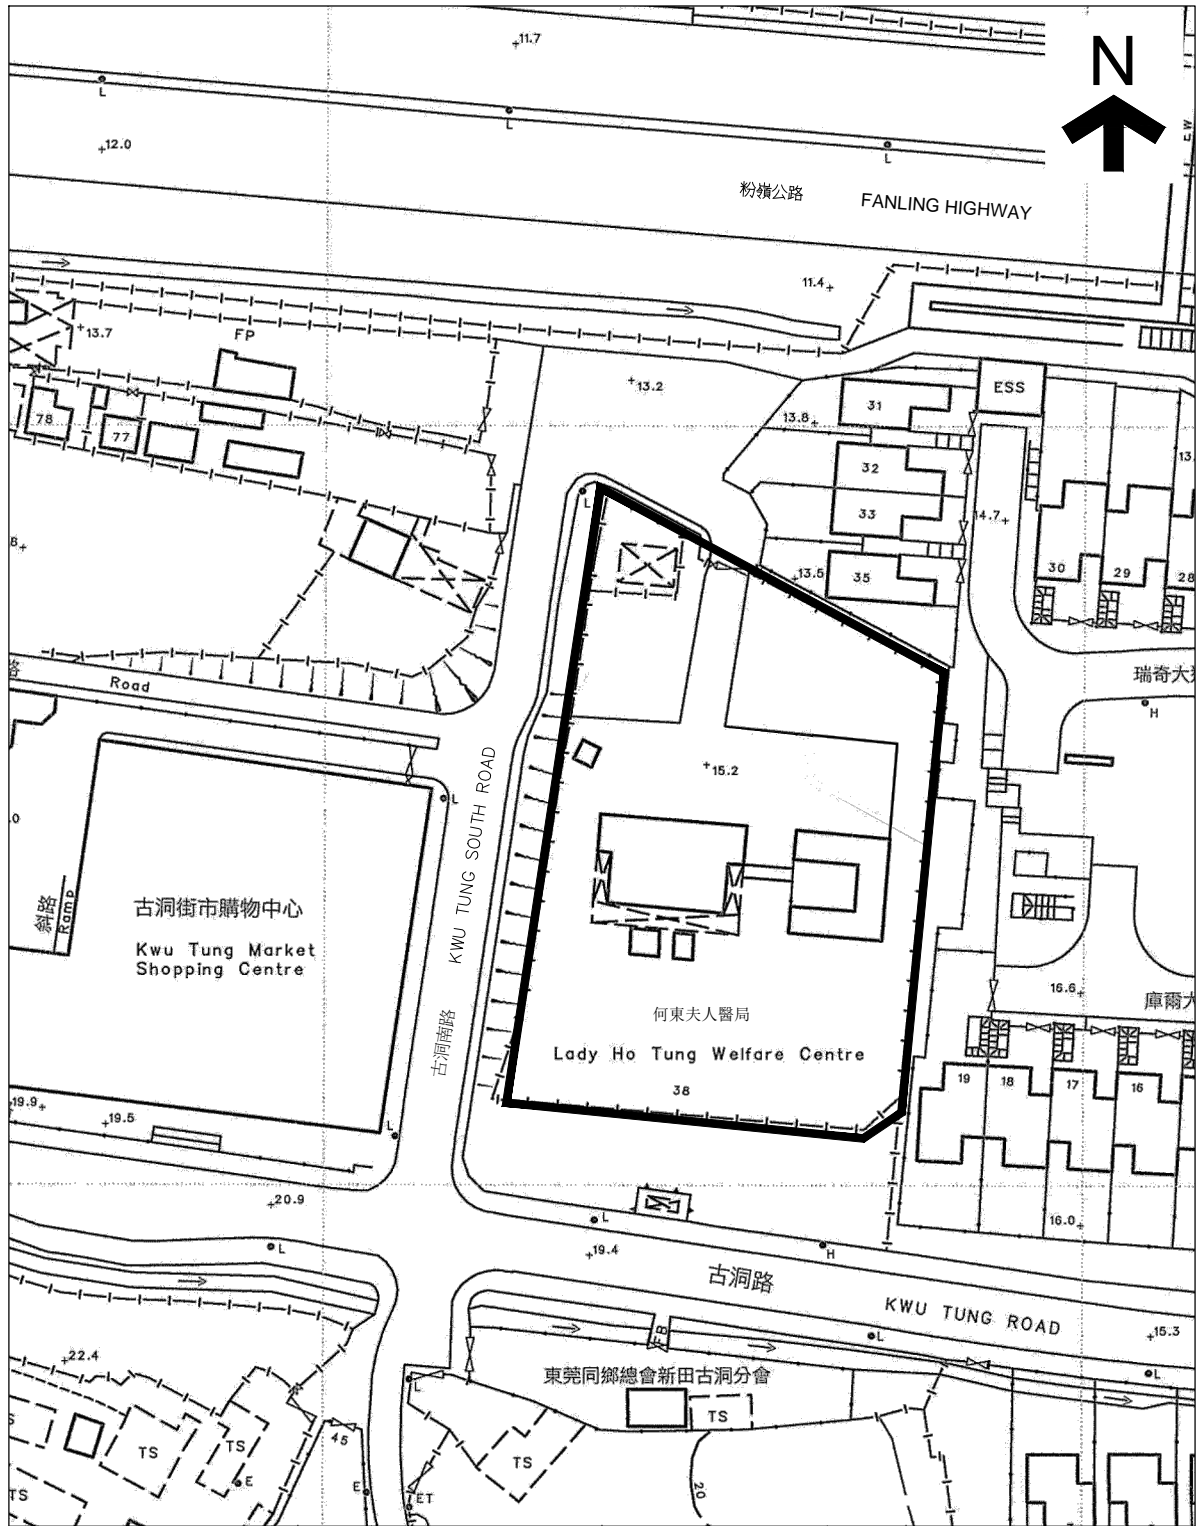 N
+11.7
L
L
L
+12.0
粉嶺公路 FANLING HIGHWAY
11.4+
+13.7
FP
+13.2
ESS
31
13.8+
78
77
32
33
14.7+
+13.5
35
30
29
28
L
Road
瑞奇大
H
+15.2
L
KWU TUNG SOUTH ROAD
古洞南路
斜路
Ramp
古洞街市購物中心
Kwu Tung Market
Shopping Centre
何東夫人醫局
Lady Ho Tung Welfare Centre
38
16.6+
庫爾大
19
18
17
16
+19.9+
+19.5
L
+20.9
16.0+
L
L
+19.4
H
古洞路
KWU TUNG ROAD
L
+15.3
FB
L
+22.4
東莞同鄉總會新田古洞分會
L
TS
TS
TS
TS
TS
45
E
E
ET
20